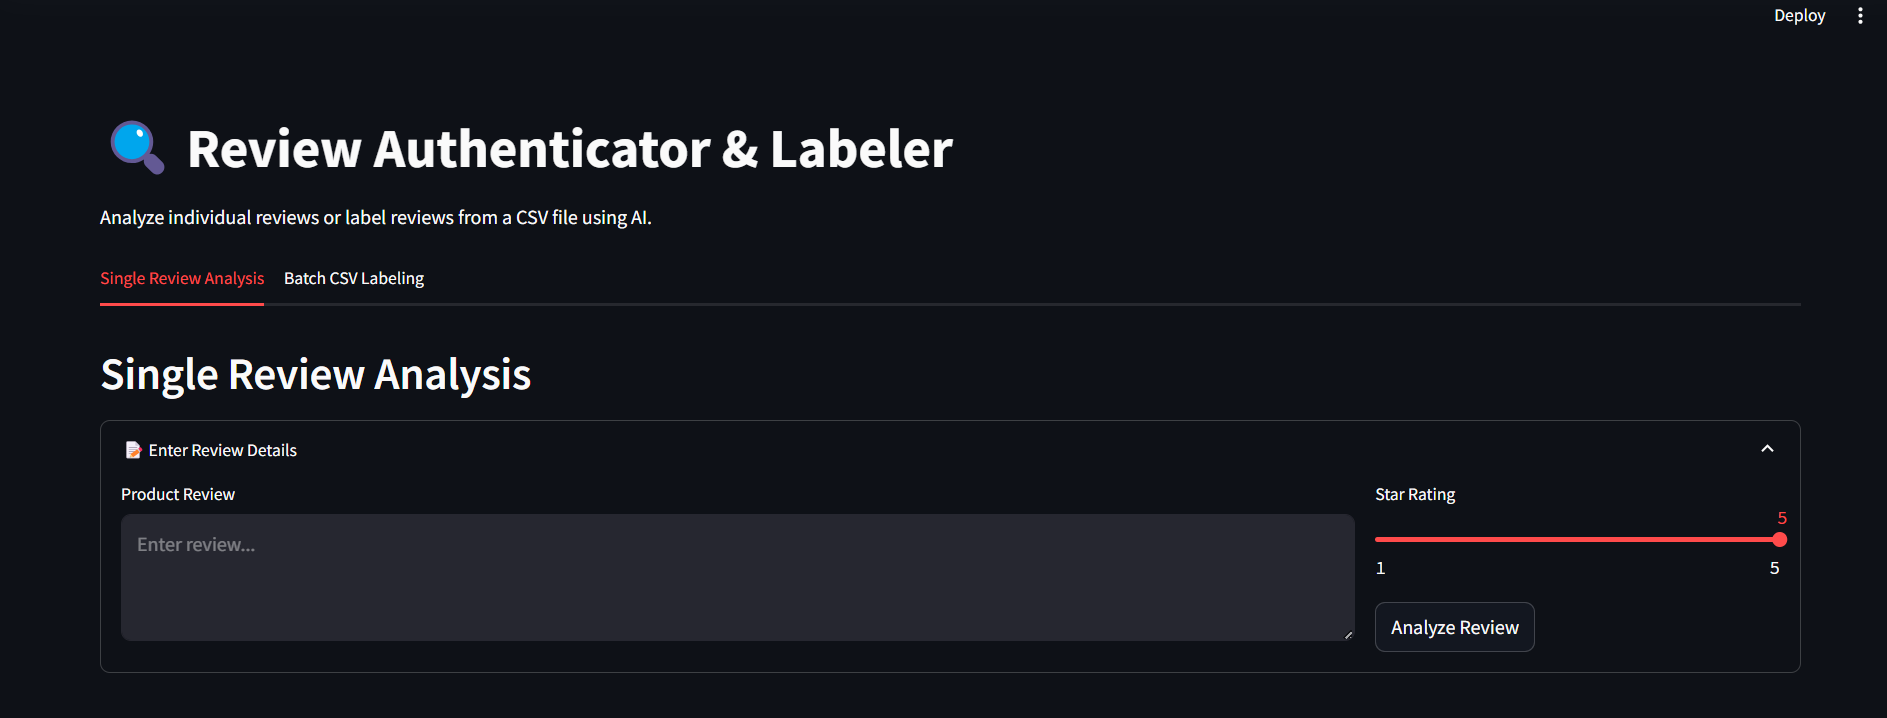 Deploy
Review Authenticator & Labeler
Analyze individual reviews or label reviews from a CSV file using AI.
Single Review Analysis Batch CSV Labeling
Single Review Analysis
Enter Review Details
Product Review Star Rating
5
Enter review...
1 5
Analyze Review